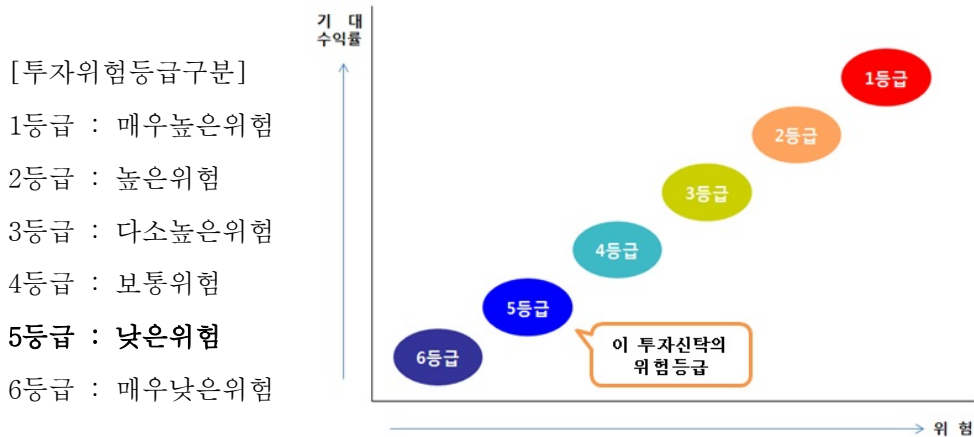 [투자위험등급구분]
1등급 : 매우높은위험
2등급 : 높은위험
3등급 : 다소높은위험
4등급 : 보통위험
5등급 : 낮은위험
6등급 : 매우낮은위험
기 대
수익률
1등급
2등급
3등급
4등급
5등급
6등급
이 투자신탁의
위험등급
위 험